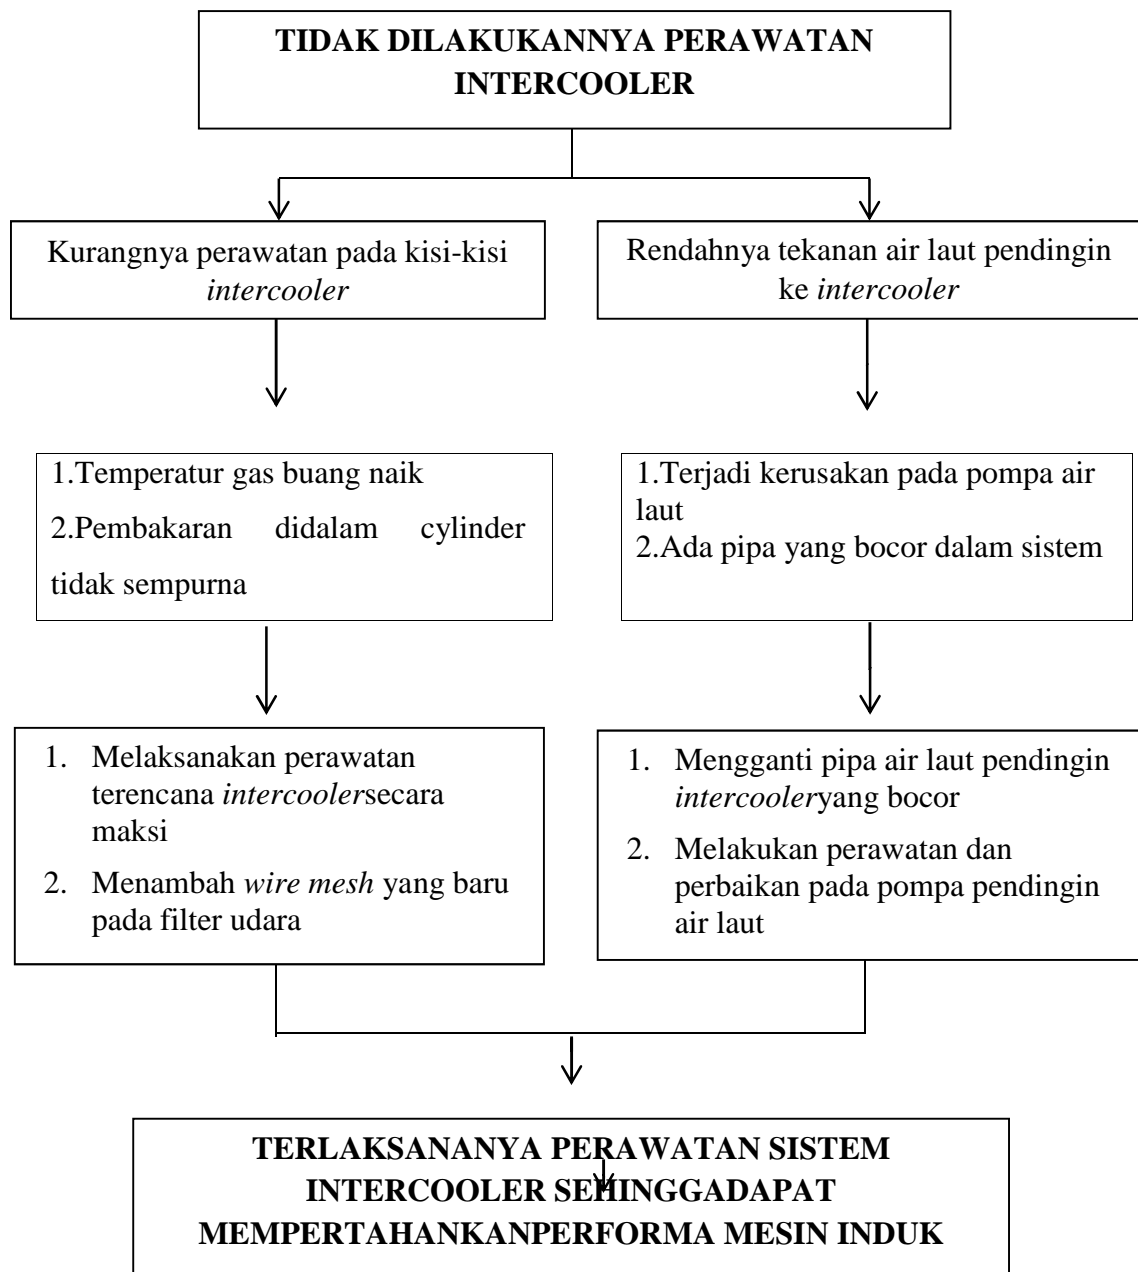 TIDAK DILAKUKANNYA PERAWATAN
INTERCOOLER
Kurangnya perawatan pada kisi-kisi
intercooler
Rendahnya tekanan air laut pendingin
ke intercooler
1.Temperatur gas buang naik
2.Pembakaran didalam cylinder
tidak sempurna
1.Terjadi kerusakan pada pompa air
laut
2.Ada pipa yang bocor dalam sistem
1. Melaksanakan perawatan
terencana intercoolersecara
maksi
2. Menambah wire mesh yang baru
pada filter udara
1. Mengganti pipa air laut pendingin
intercooleryang bocor
2. Melakukan perawatan dan
perbaikan pada pompa pendingin
air laut
TERLAKSANANYA PERAWATAN SISTEM
INTERCOOLER SEHINGGADAPAT
MEMPERTAHANKANPERFORMA MESIN INDUK